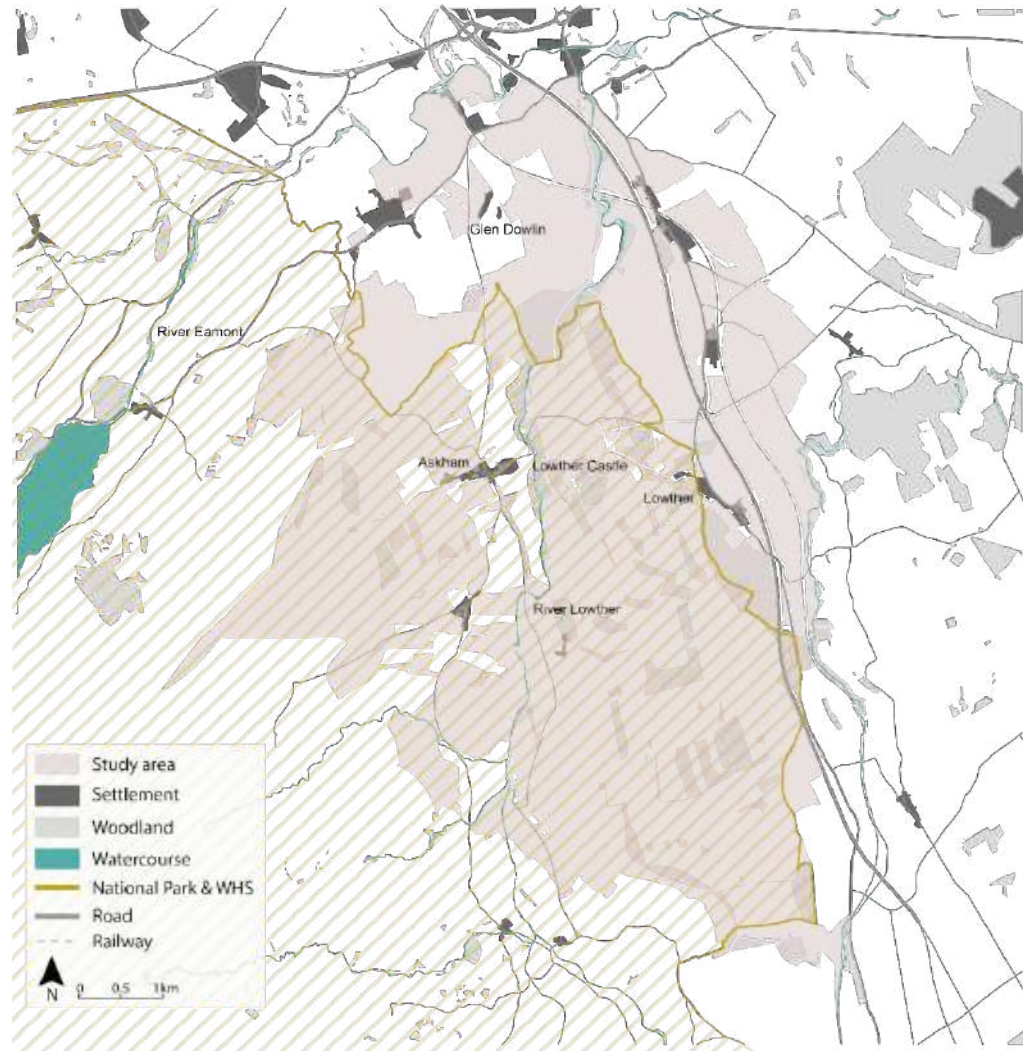 Glen Dowlin
River Eamont
Askham
Lowther Castle
Lowther
River Lowther
Study area
Settlement
Woodland
Watercourse
National Park & WHS
Road
Railway
N
0 0.5 1km